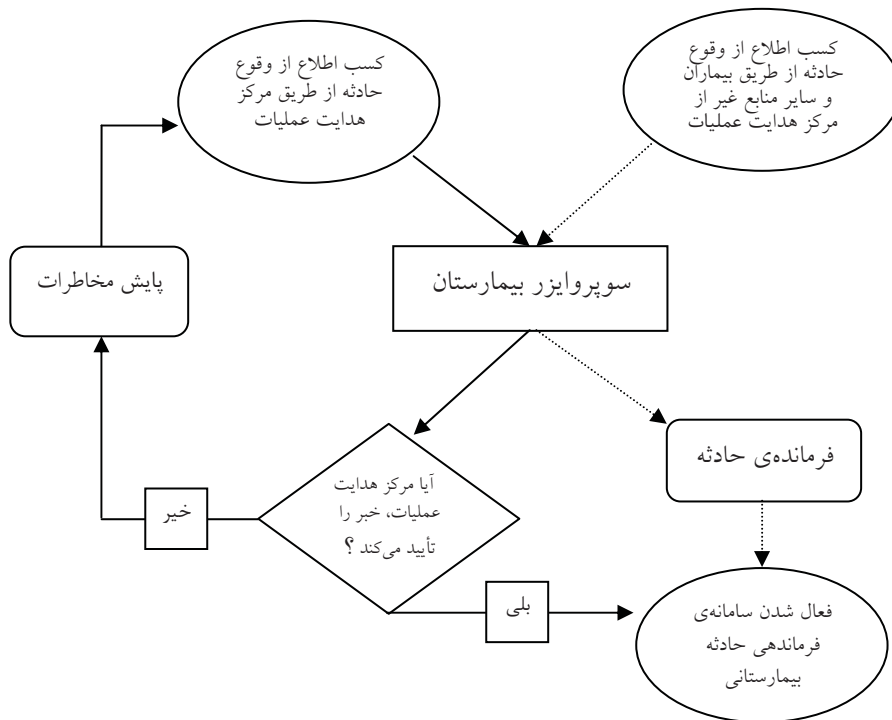 کسب اطلاع از وقوع
حادثه از طریق بیماران
و سایر منابع غیر از
مرکز هدایت عملیات
کسب اطلاع از وقوع
حادثه از طریق مرکز
هدایت عملیات
سوپروایزر بیمارستان
پایش مخاطرات
فرمانده‌ی حادثه
آیا مرکز هدایت
عملیات، خبر را
تأیید می‌کند ؟
خیر
بلی
فعال شدن سامانه‌ی
فرماندهی حادثه
بیمارستانی